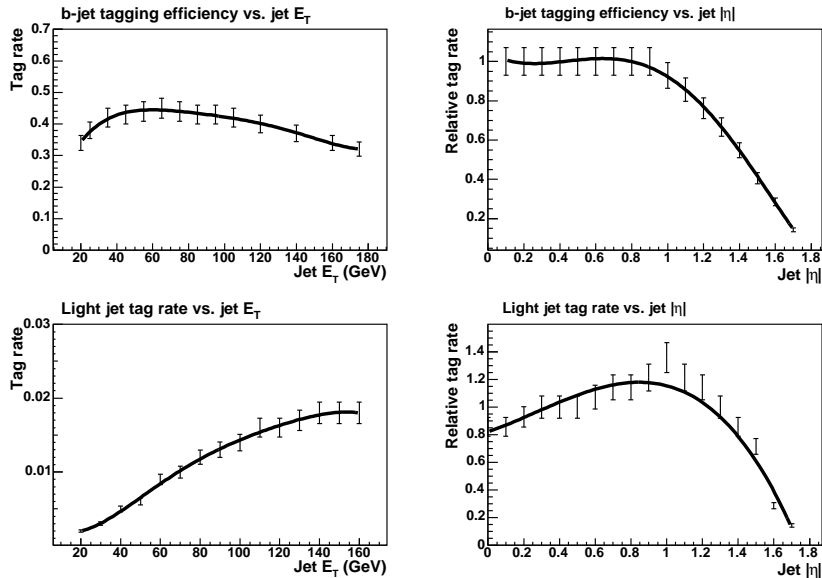 b-jet tagging efficiency vs. jet E_T
Tag rate
0.7
0.6
0.5
0.4
0.3
0.2
0.1
0
20 40 60 80 100 120 140 160 180
Jet E_T (GeV)
b-jet tagging efficiency vs. jet |η|
Relative tag rate
1
0.8
0.6
0.4
0.2
0 0.2 0.4 0.6 0.8 1 1.2 1.4 1.6 1.8
Jet |η|
Light jet tag rate vs. jet E_T
Tag rate
0.03
0.02
0.01
20 40 60 80 100 120 140 160
Jet E_T (GeV)
Light jet tag rate vs. jet |η|
Relative tag rate
1.4
1.2
1
0.8
0.6
0.4
0.2
0
0 0.2 0.4 0.6 0.8 1 1.2 1.4 1.6 1.8
Jet |η|